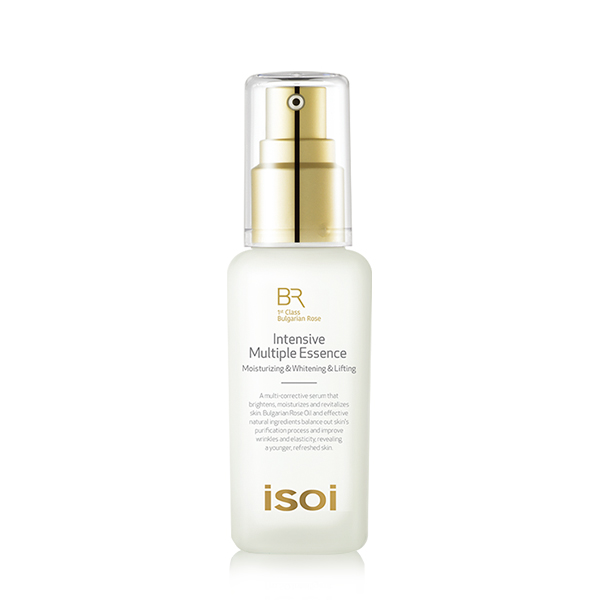 BR
1st Class
Bulgarian Rose
Intensive
Multiple Essence
Moisturizing & Whitening & Lifting
A multi-corrective serum that
brightens, moisturizes and revitalizes
skin. Bulgarian Rose Oil and effective
natural ingredients balance out skin's
purification process and improve
wrinkles and elasticity, revealing,
a younger, refreshed skin.
isoi